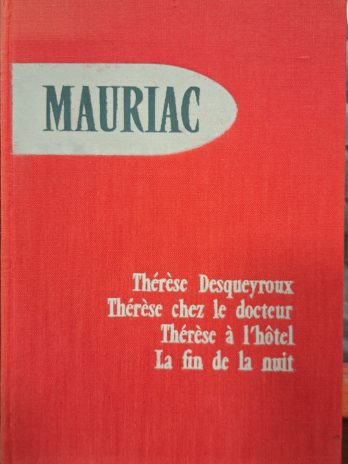 MAURIAC
Thérèse Desqueyroux
Thérèse chez le docteur
Thérèse à l'hôtel
La fin de la nuit